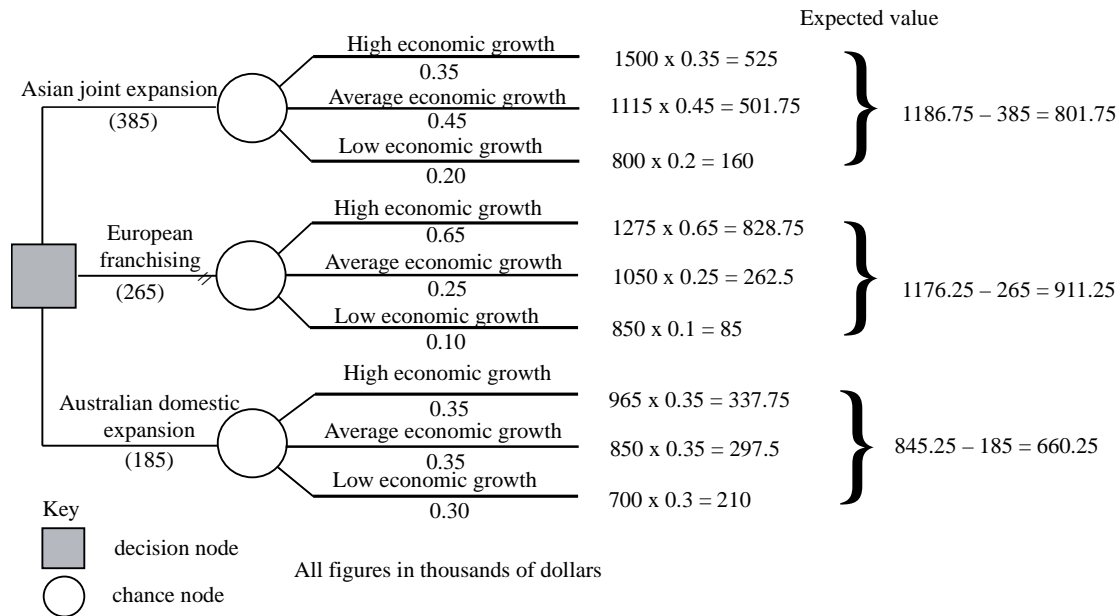 Expected value
High economic growth
0.35
1500 x 0.35 = 525
Asian joint expansion
(385)
Average economic growth
0.45
1115 x 0.45 = 501.75
1186.75 – 385 = 801.75
Low economic growth
0.20
800 x 0.2 = 160
High economic growth
0.65
1275 x 0.65 = 828.75
European
franchising
(265)
Average economic growth
0.25
1050 x 0.25 = 262.5
1176.25 – 265 = 911.25
Low economic growth
0.10
850 x 0.1 = 85
High economic growth
0.35
965 x 0.35 = 337.75
Australian domestic
expansion
(185)
Average economic growth
0.35
850 x 0.35 = 297.5
845.25 – 185 = 660.25
Low economic growth
0.30
700 x 0.3 = 210
Key
decision node
chance node
All figures in thousands of dollars